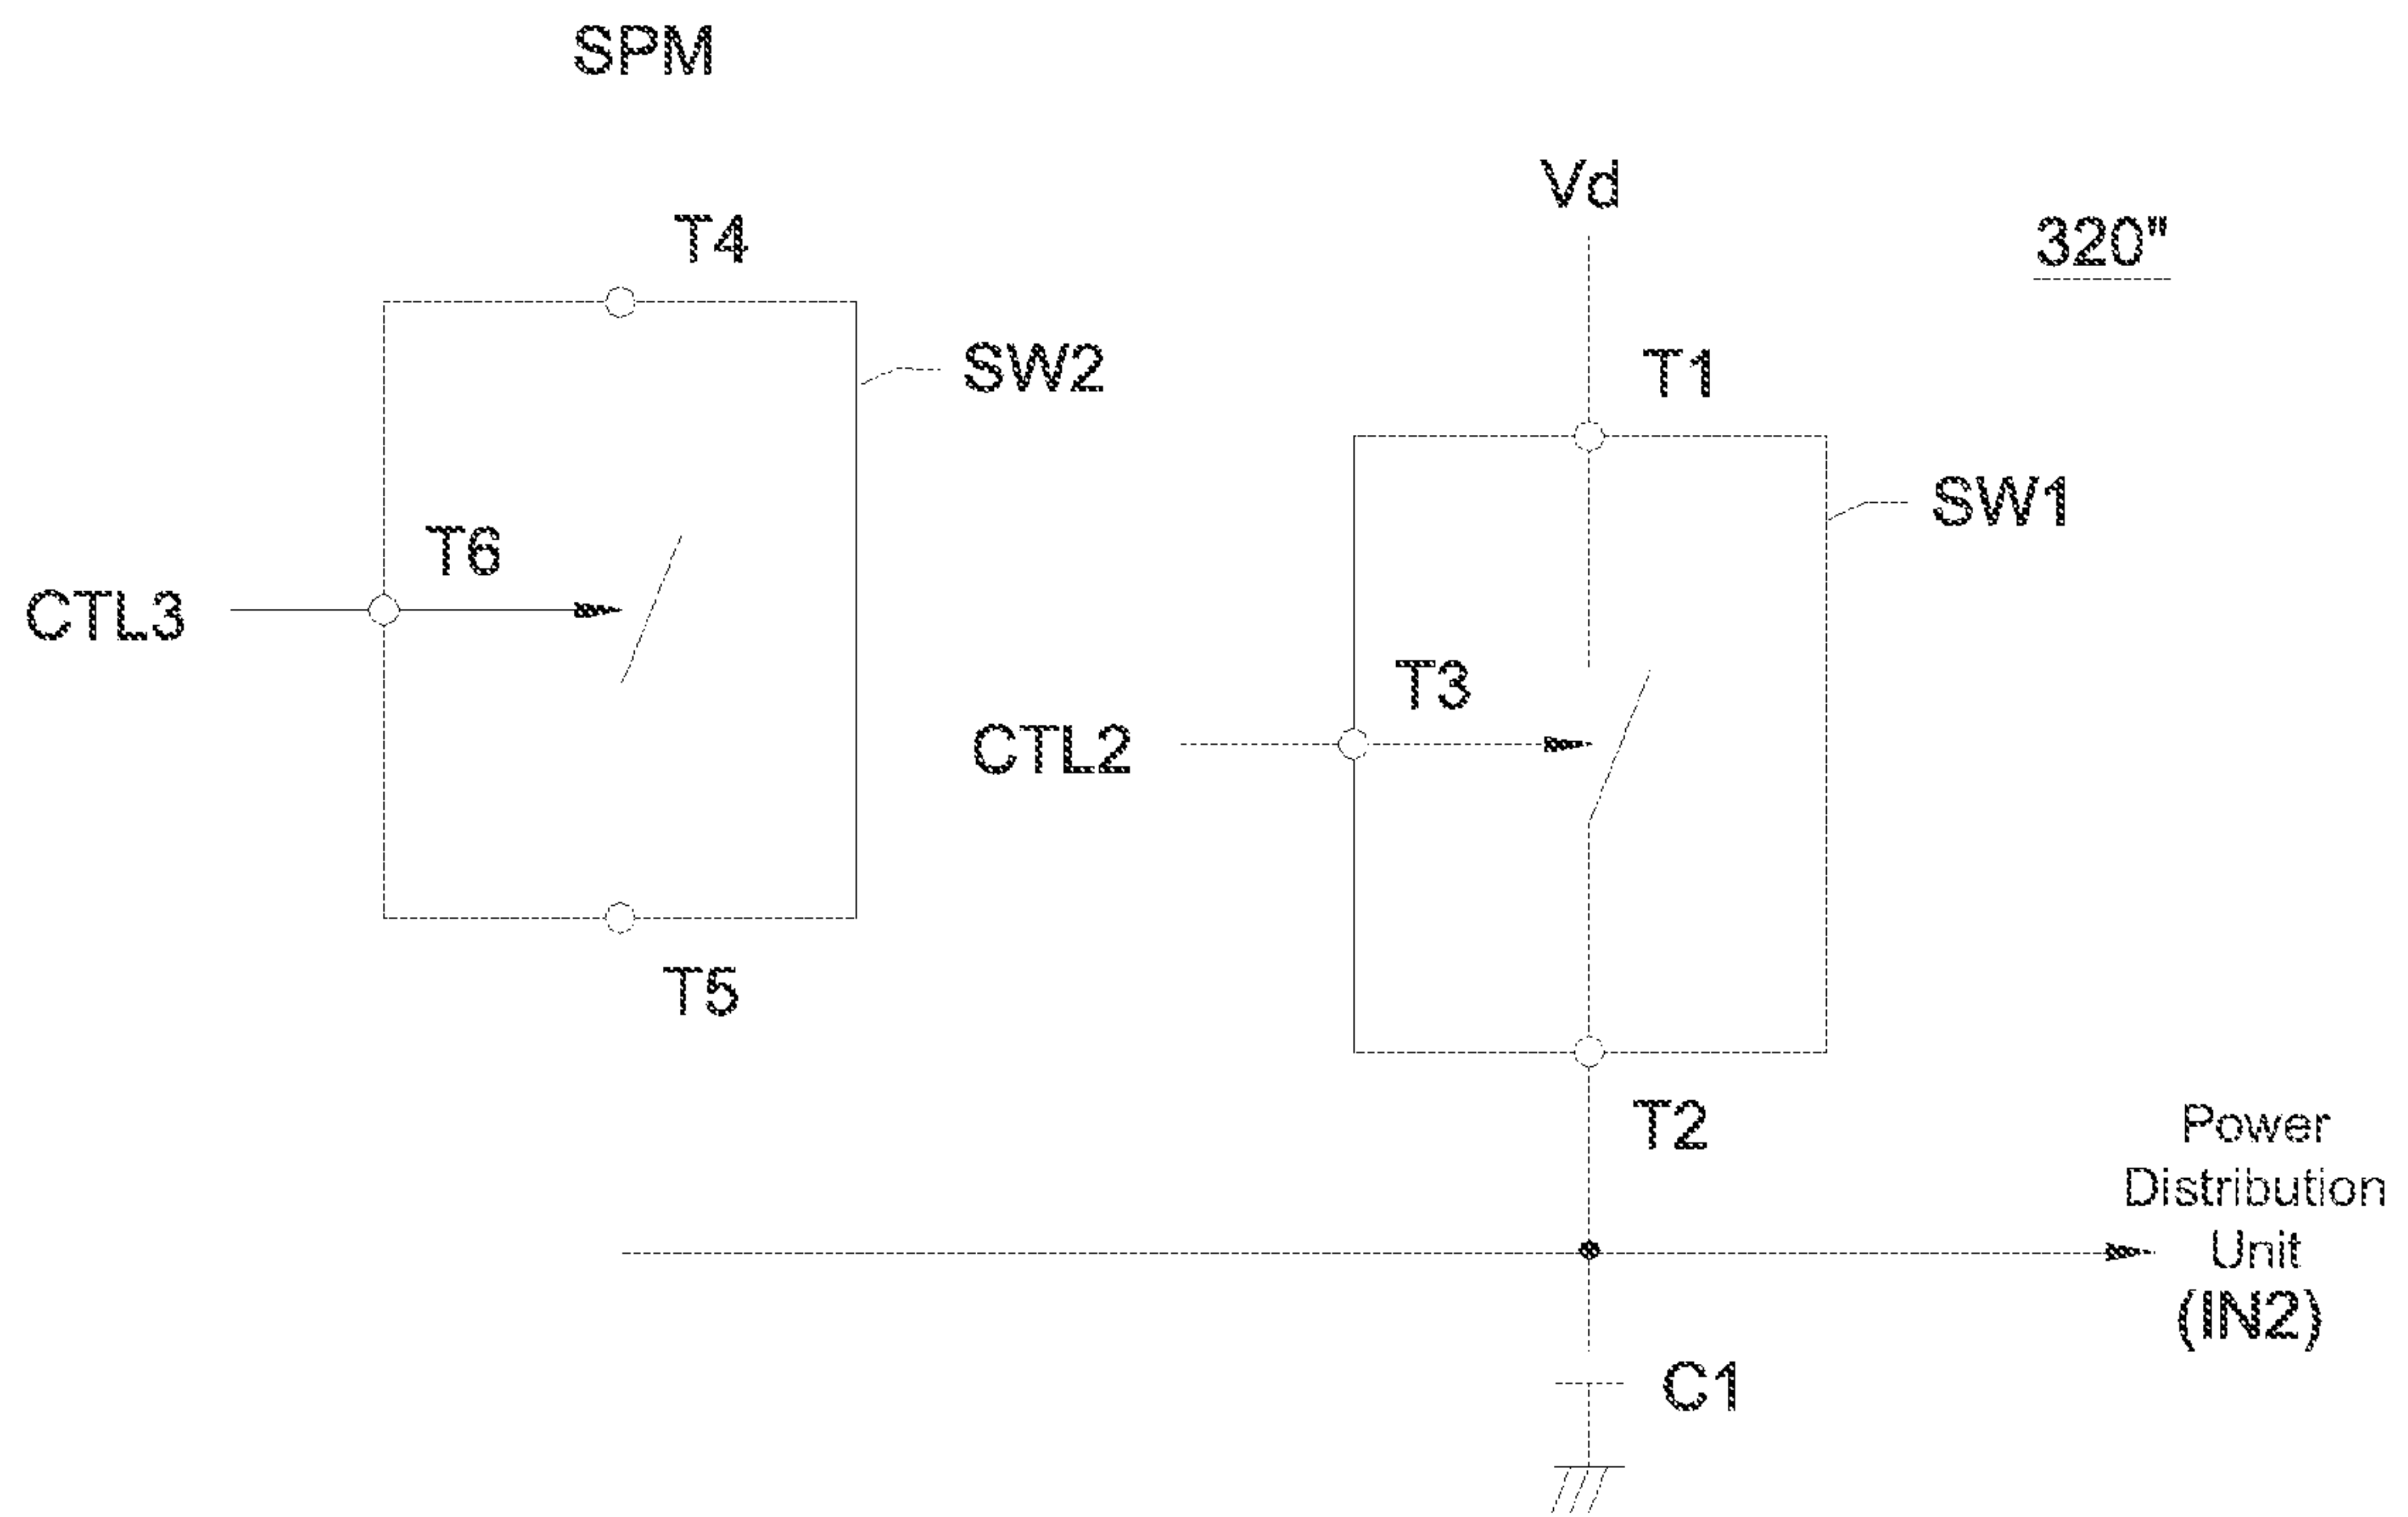 SPM
Vd
320"
T4
T1
SW2
SW1
T6
CTL3
T3
CTL2
T5
T2
Power
Distribution
Unit
(IN2)
C1